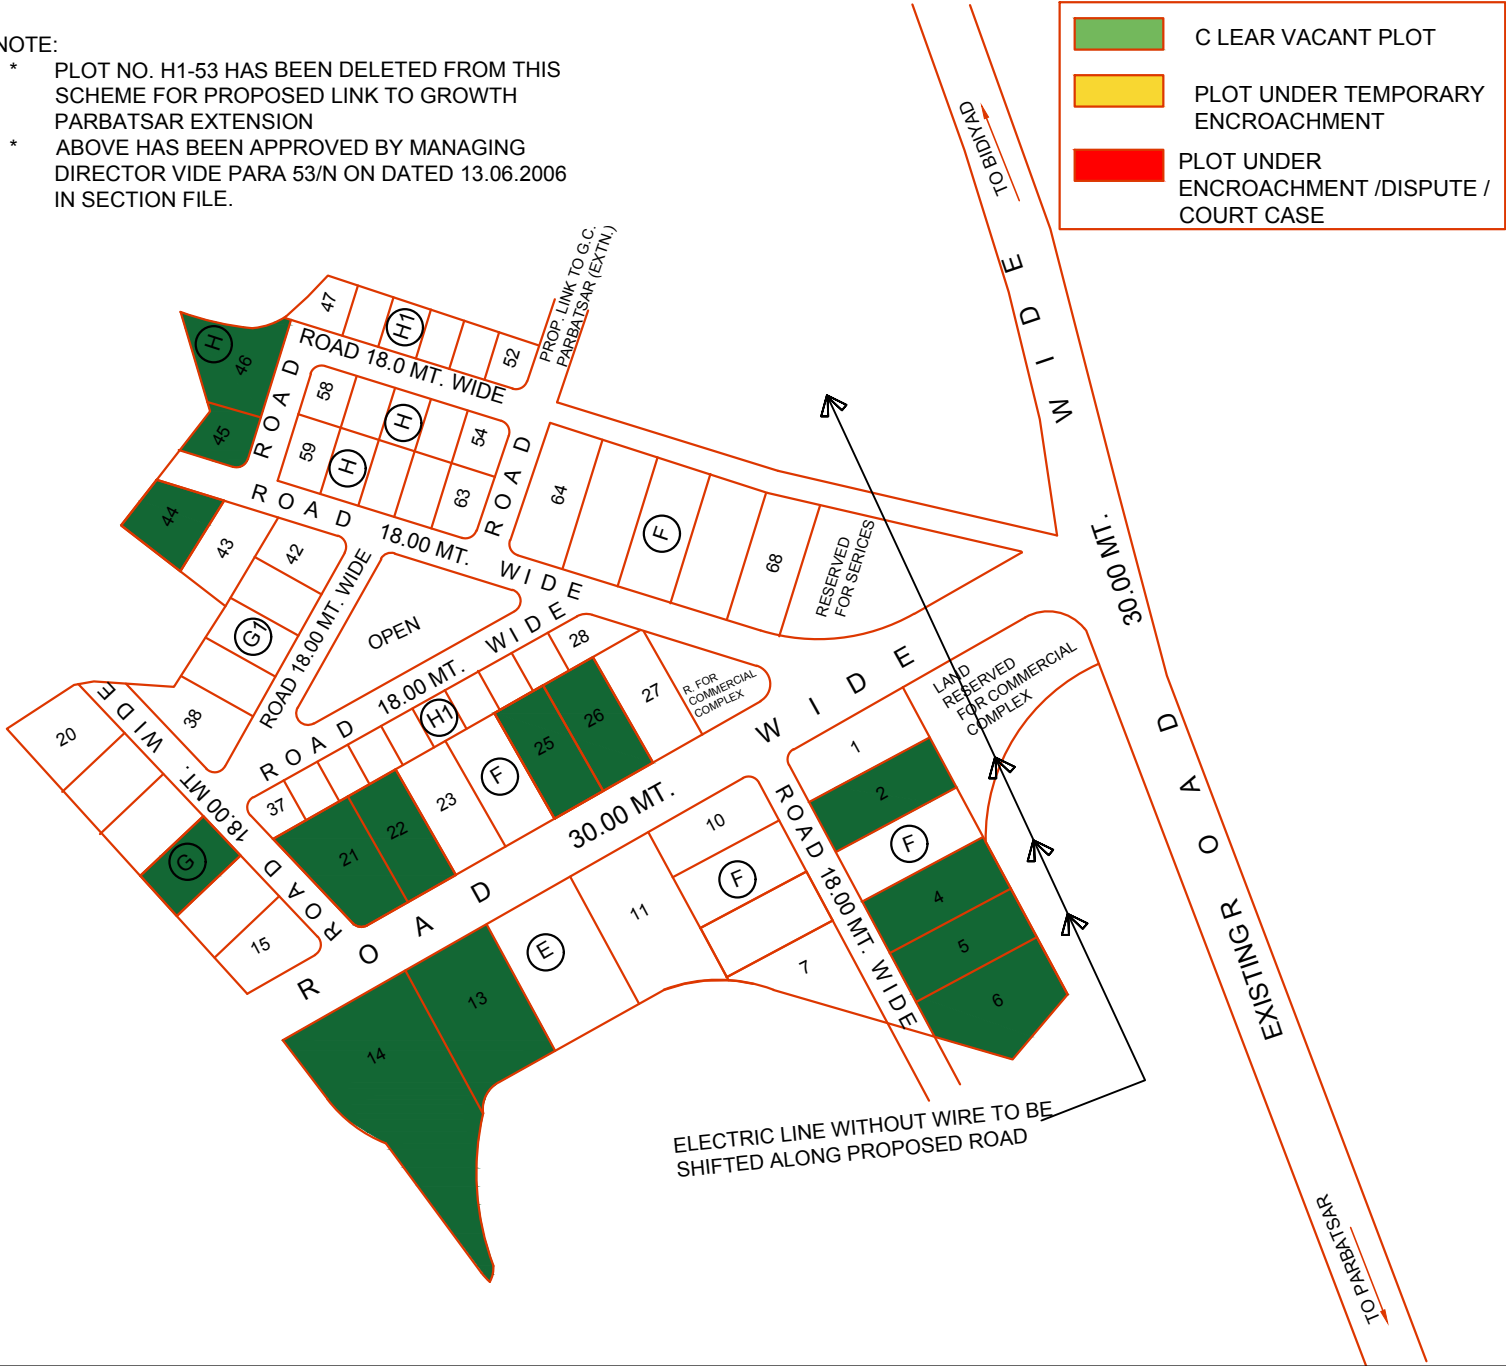 NOTE:
* PLOT NO. H1-53 HAS BEEN DELETED FROM THIS
SCHEME FOR PROPOSED LINK TO GROWTH
PARBATSAR EXTENSION
* ABOVE HAS BEEN APPROVED BY MANAGING
DIRECTOR VIDE PARA 53/N ON DATED 13.06.2006
IN SECTION FILE.
C LEAR VACANT PLOT
PLOT UNDER TEMPORARY
ENCROACHMENT
PLOT UNDER
ENCROACHMENT /DISPUTE /
COURT CASE
TO BIDIYAD
PROP. LINK TO G.C.
PARBATSAR (EXTN.)
47
H1
52
ROAD 18.0 MT. WIDE
H
46
45
ROAD
58
H
54
59
H
63
ROAD
ROAD 18.00 MT. WIDE
64
F
68
RESERVED
FOR SERICES
44
43
42
G1
38
ROAD 18.00 MT. WIDE
OPEN
ROAD 18.00 MT. WIDE
28
H1
37
27
R. FOR
COMMERCIAL
COMPLEX
26
25
F
23
22
21
20
G
15
ROAD 18.00 MT. WIDE
ROAD 30.00 MT. WIDE
LAND
RESERVED
FOR COMMERCIAL
COMPLEX
1
2
F
4
5
6
ROAD 18.00 MT. WIDE
10
F
7
11
E
13
14
EXISTING ROAD 30.00 MT. WIDE
ELECTRIC LINE WITHOUT WIRE TO BE
SHIFTED ALONG PROPOSED ROAD
TO PARBATSAR